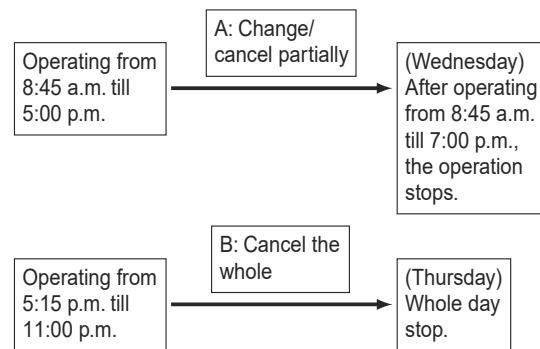 A: Change/
cancel partially
Operating from
8:45 a.m. till
5:00 p.m.
(Wednesday)
After operating
from 8:45 a.m.
till 7:00 p.m.,
the operation
stops.
B: Cancel the
whole
Operating from
5:15 p.m. till
11:00 p.m.
(Thursday)
Whole day
stop.